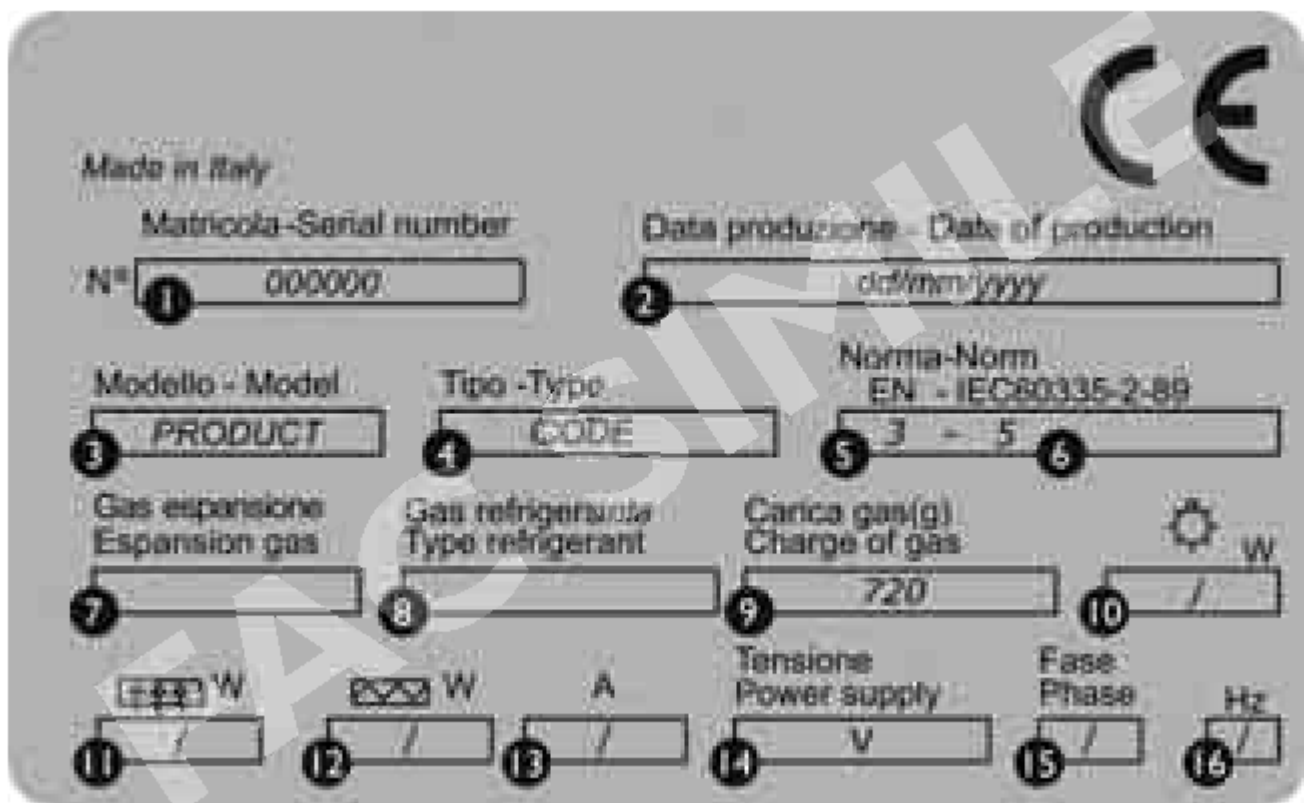 CE
Made in Italy
Matricola-Serial number
Data produzione - Date of production
N° 1 000000
2 dd/mm/yyyy
Modello - Model
Tipo -Type
Norma-Norm
EN - IEC60335-2-89
3 PRODUCT
4 CODE
5 3 - 5 6
Gas espansione
Espansion gas
Gas refrigerante
Type refrigerant
Carica gas(g)
Charge of gas
W
7
8
9 720
10 /
W
W
A
Tensione
Power supply
Fase
Phase
Hz
11 /
12 /
13 /
14 V
15 /
16 /
FACSIMILE